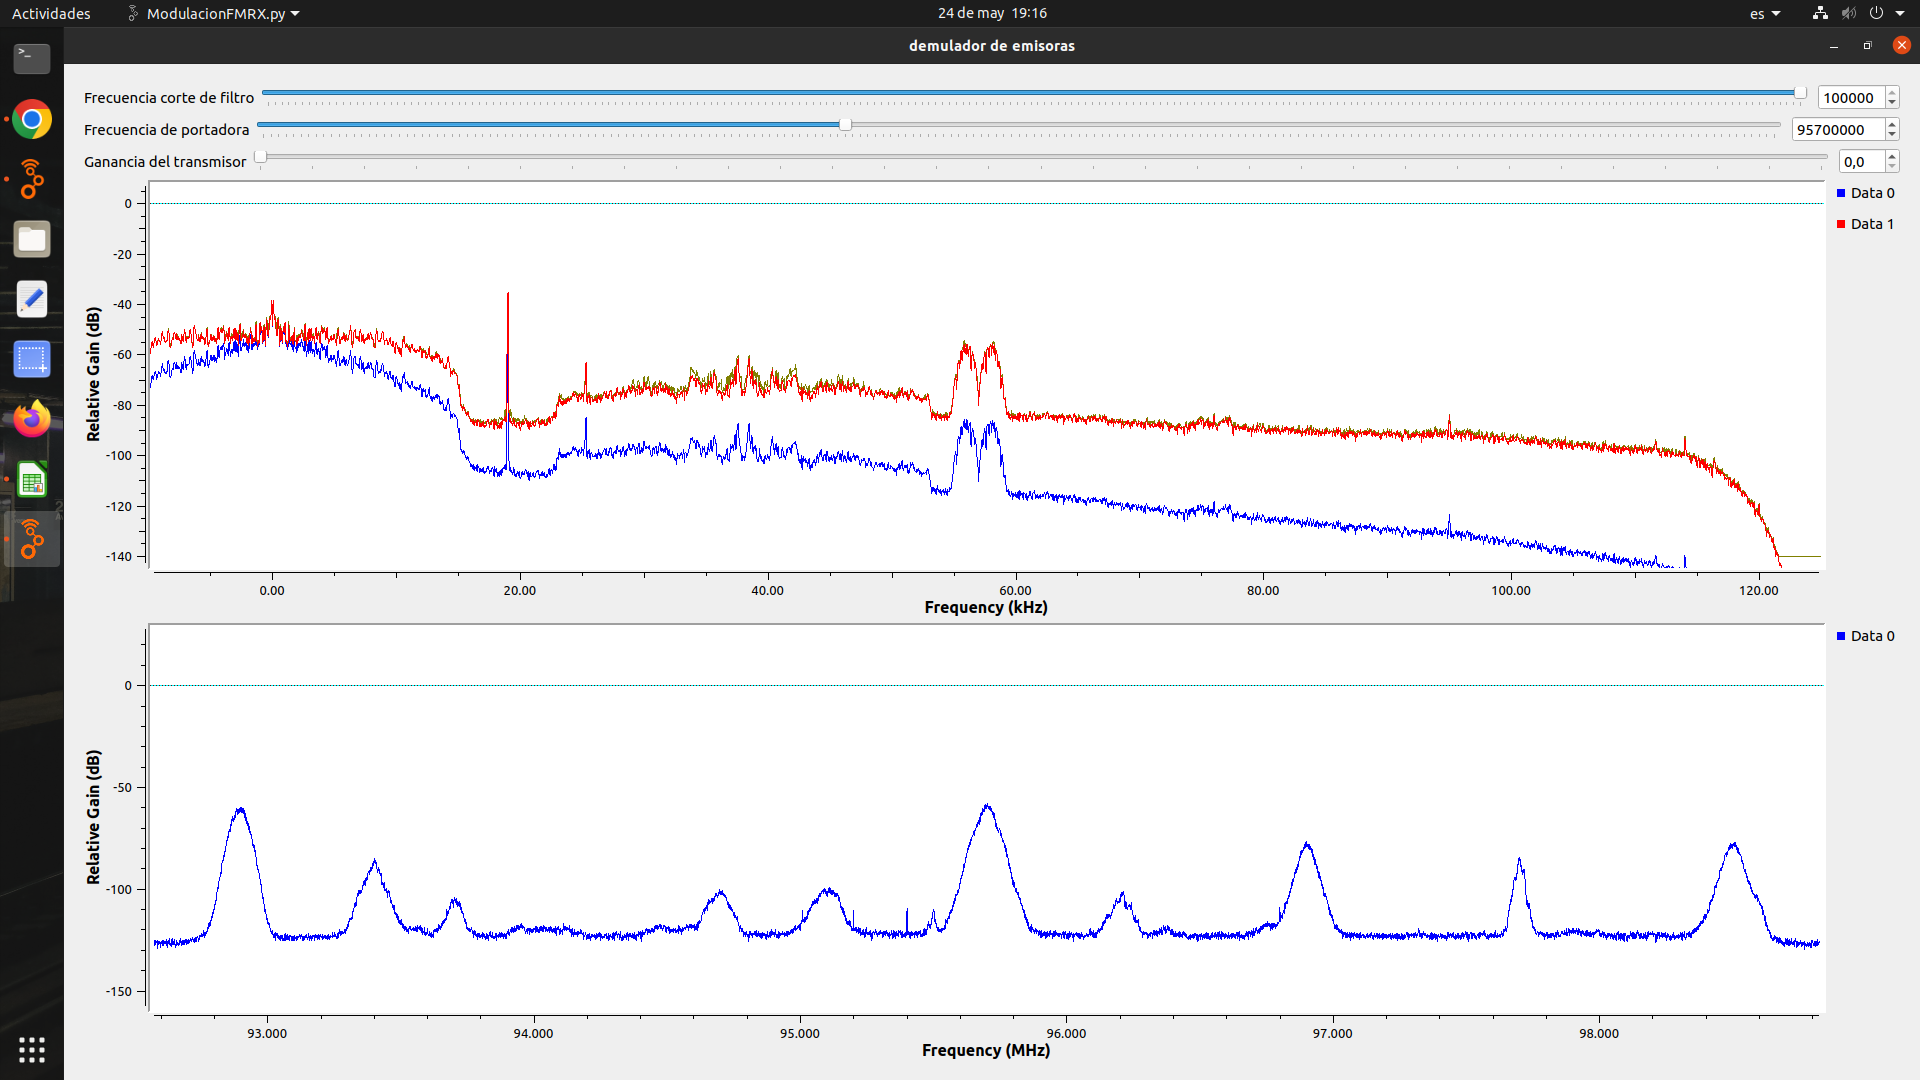 Actividades ModulacionFMRX.py 24 de may 19:16 es
demulador de emisoras
Frecuencia corte de filtro 100000
Frecuencia de portadora 95700000
Ganancia del transmisor 0,0
Data 0
Data 1
Relative Gain (dB)
0
-20
-40
-60
-80
-100
-120
-140
0.00 20.00 40.00 60.00 80.00 100.00 120.00
Frequency (kHz)
Data 0
Relative Gain (dB)
0
-50
-100
-150
93.000 94.000 95.000 96.000 97.000 98.000
Frequency (MHz)